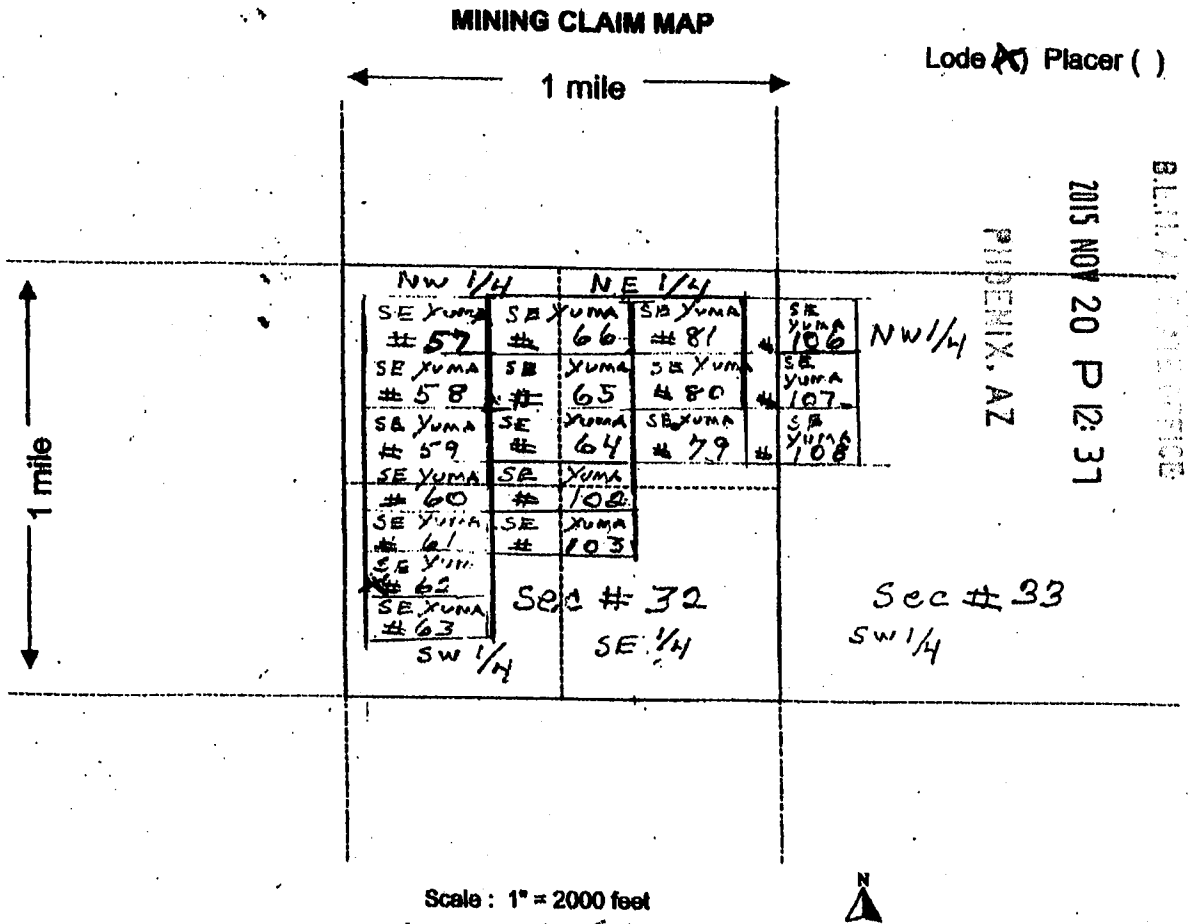 MINING CLAIM MAP
Lode (X) Placer ( )
1 mile
1 mile
2015 NOV 20 P 12: 37
PHOENIX, AZ
NW 1/4
NE 1/4
SE YUMA
# 57
SE YUMA
# 66
SE YUMA
# 81
SE
YUMA
# 106
NW 1/4
SE YUMA
# 58
SE YUMA
# 65
SE YUMA
# 80
SE
YUMA
# 107
SE YUMA
# 59
SE YUMA
# 64
SE YUMA
# 79
SE
YUMA
# 108
SE YUMA
# 60
SE YUMA
# 102
SE YUMA
# 61
SE YUMA
# 103
SE YUM
# 62
SE YUMA
# 63
Sec # 32
Sec # 33
SW 1/4
SE 1/4
SW 1/4
Scale : 1" = 2000 feet
N